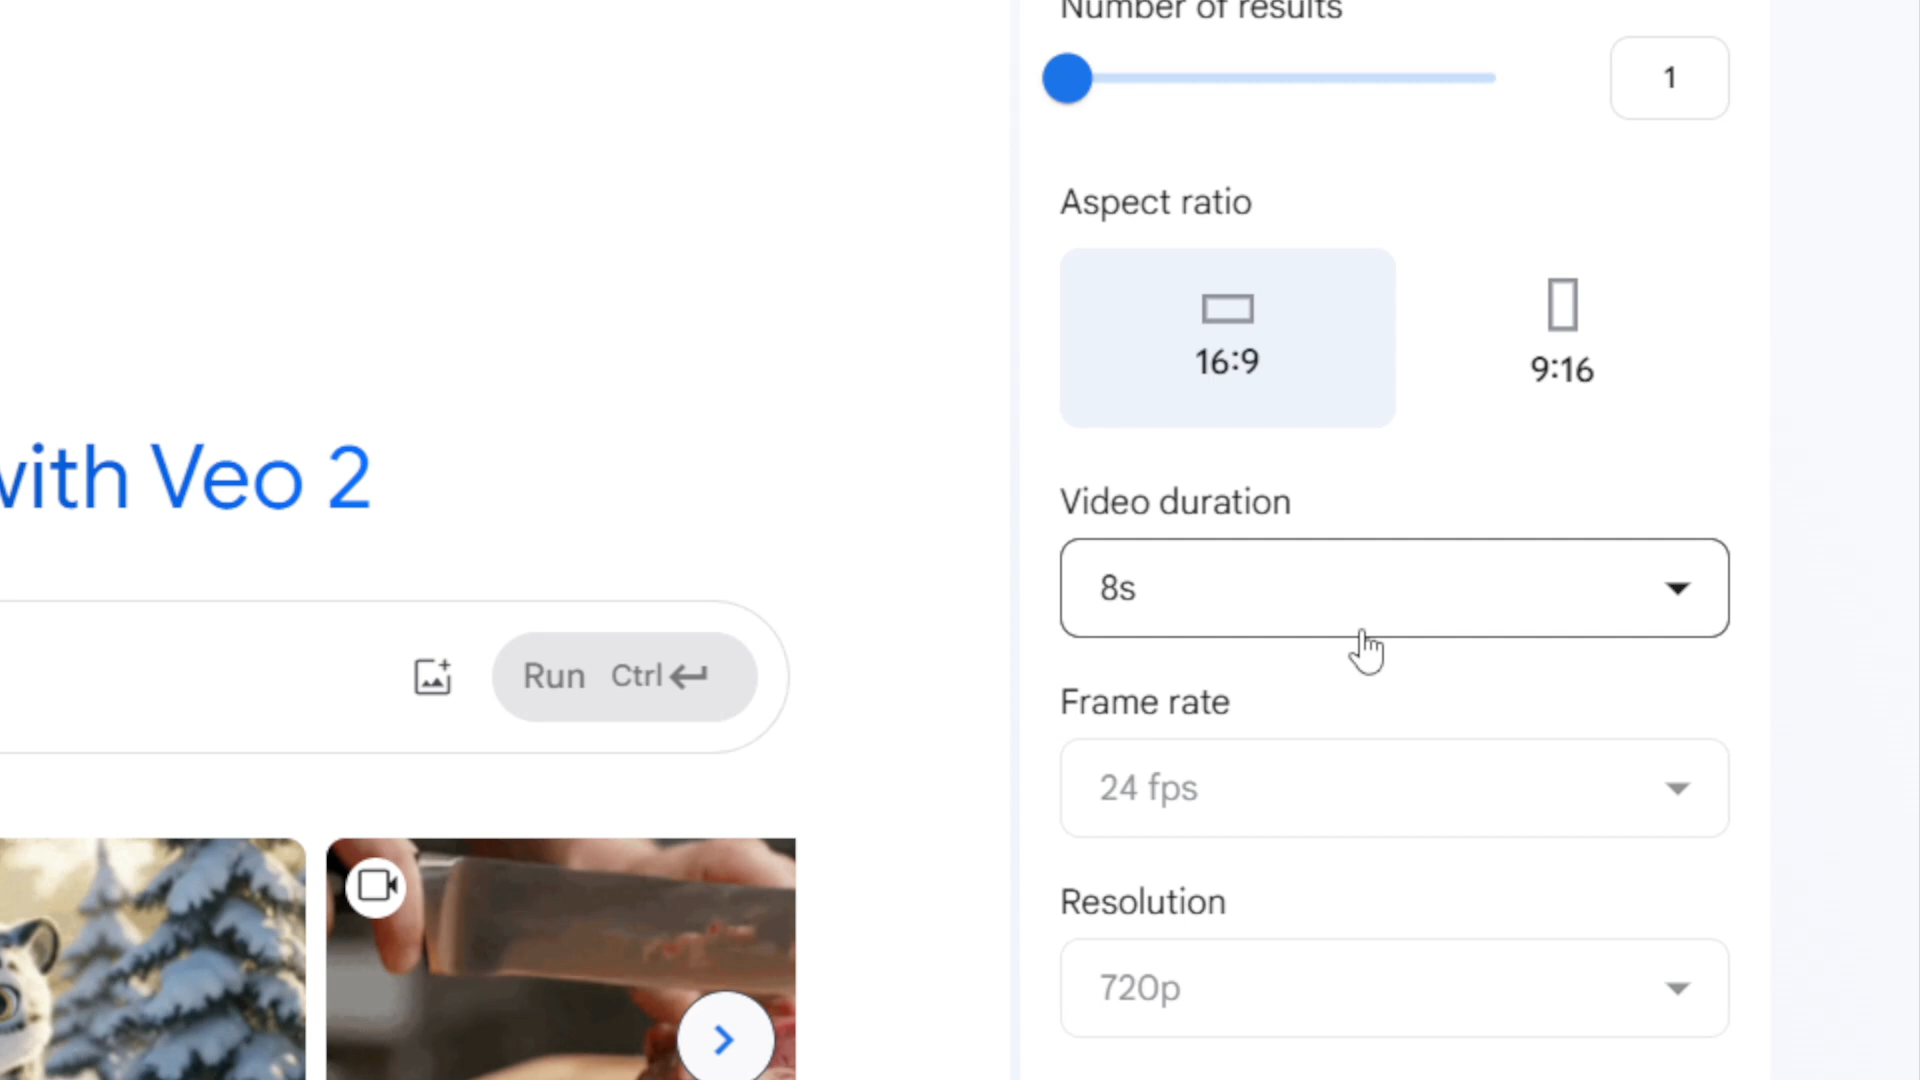 Number of results
1
Aspect ratio
16:9
9:16
with Veo 2
Video duration
8s
Run Ctrl
Frame rate
24 fps
Resolution
720p